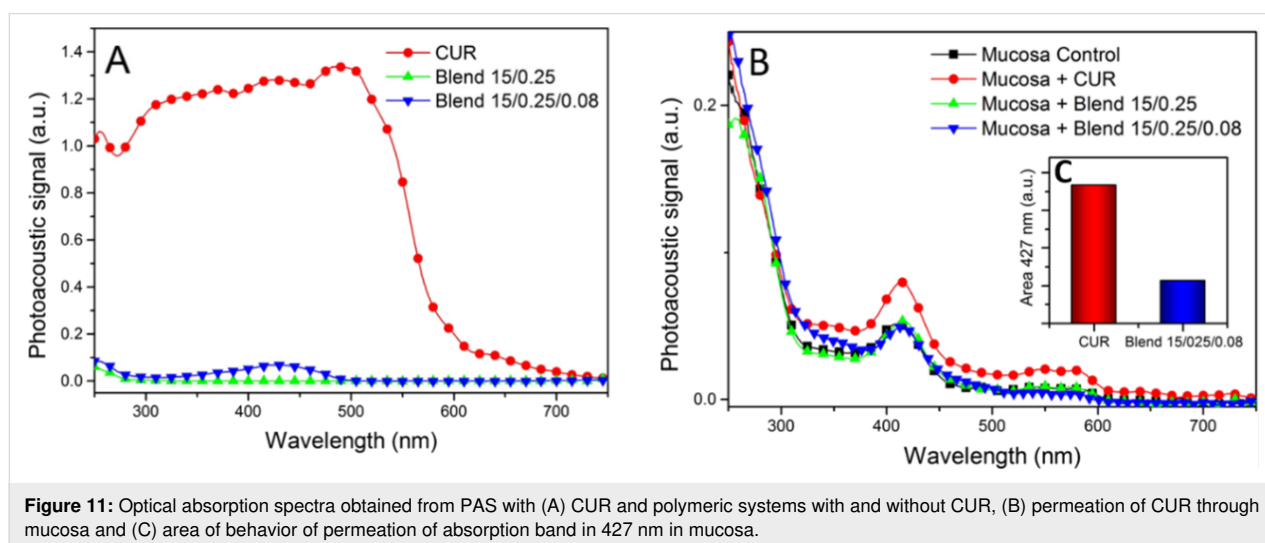 A
CUR
Blend 15/0.25
Blend 15/0.25/0.08
Photoacoustic signal (a.u.)
1.4
1.2
1.0
0.8
0.6
0.4
0.2
0.0
300 400 500 600 700
Wavelength (nm)
B
Mucosa Control
Mucosa + CUR
Mucosa + Blend 15/0.25
Mucosa + Blend 15/0.25/0.08
Photoacoustic signal (a.u.)
0.2
0.0
300 400 500 600 700
Wavelength (nm)
C
Area 427 nm (a.u.)
CUR Blend 15/025/0.08
Figure 11: Optical absorption spectra obtained from PAS with (A) CUR and polymeric systems with and without CUR, (B) permeation of CUR through
mucosa and (C) area of behavior of permeation of absorption band in 427 nm in mucosa.